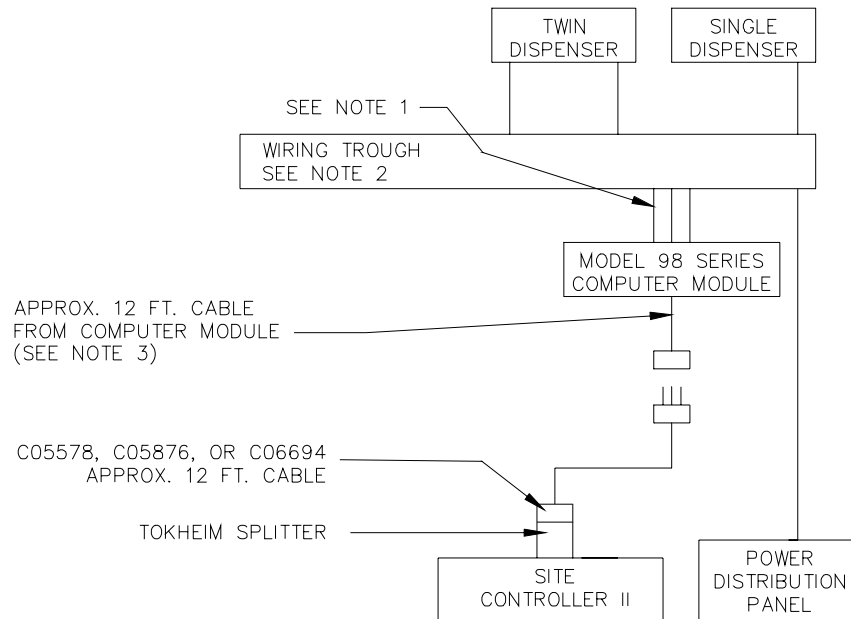 TWIN
DISPENSER
SINGLE
DISPENSER
SEE NOTE 1
WIRING TROUGH
SEE NOTE 2
MODEL 98 SERIES
COMPUTER MODULE
APPROX. 12 FT. CABLE
FROM COMPUTER MODULE
(SEE NOTE 3)
C05578, C05876, OR C06694
APPROX. 12 FT. CABLE
TOKHEIM SPLITTER
SITE
CONTROLLER II
POWER
DISTRIBUTION
PANEL